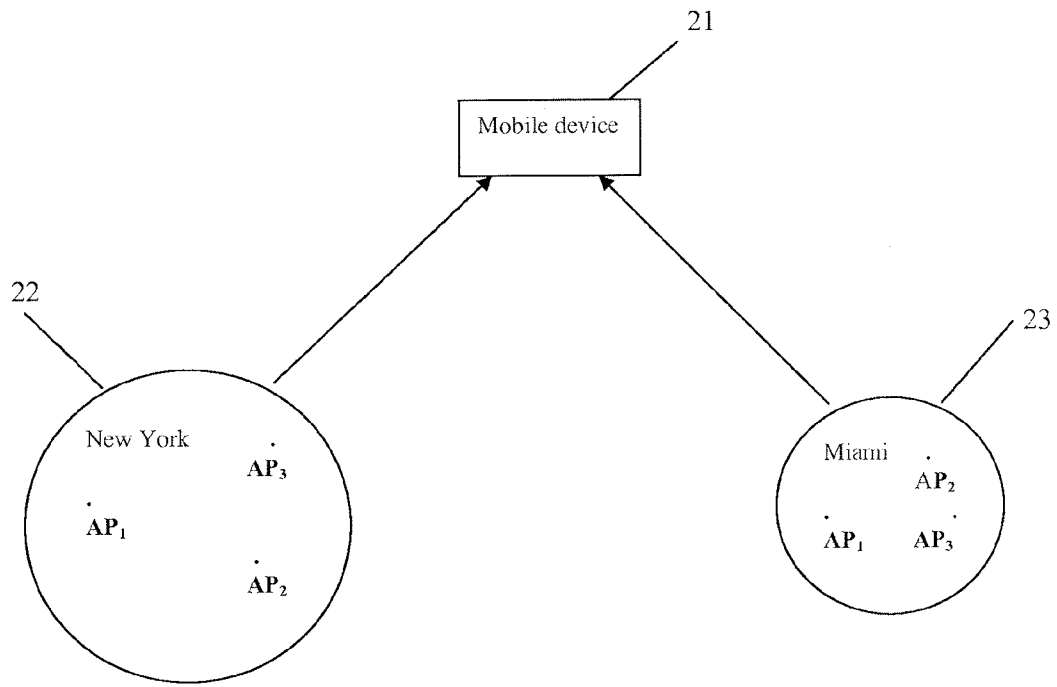 21
Mobile device
22
23
New York
AP₃
AP₁
AP₂
Miami
AP₂
AP₁
AP₃